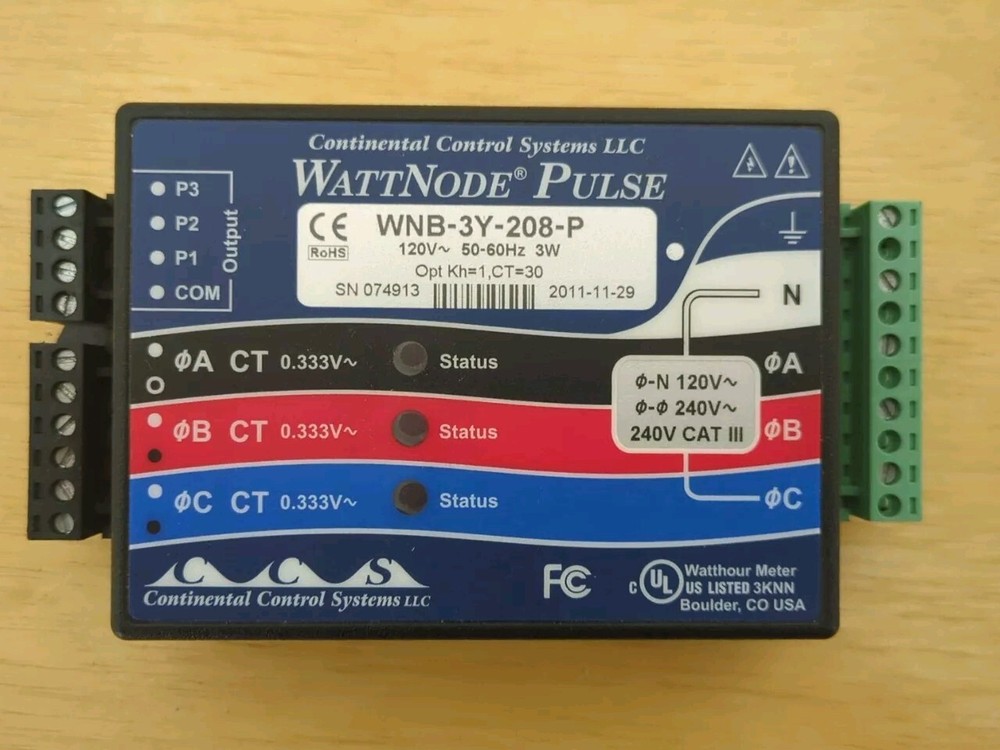 Continental Control Systems LLC
WATTNODE® PULSE
CE
RoHS
WNB-3Y-208-P
120V~ 50-60Hz 3W
Opt Kh=1,CT=30
SN 074913
2011-11-29
P3
P2
P1
COM
Output
N
ϕA CT 0.333V~ Status
ϕA
ϕB CT 0.333V~ Status
ϕB
ϕC CT 0.333V~ Status
ϕC
ϕ-N 120V~
ϕ-ϕ 240V~
240V CAT III
CCS
Continental Control Systems LLC
FC
C UL US LISTED 3KNN
Watthour Meter
Boulder, CO USA